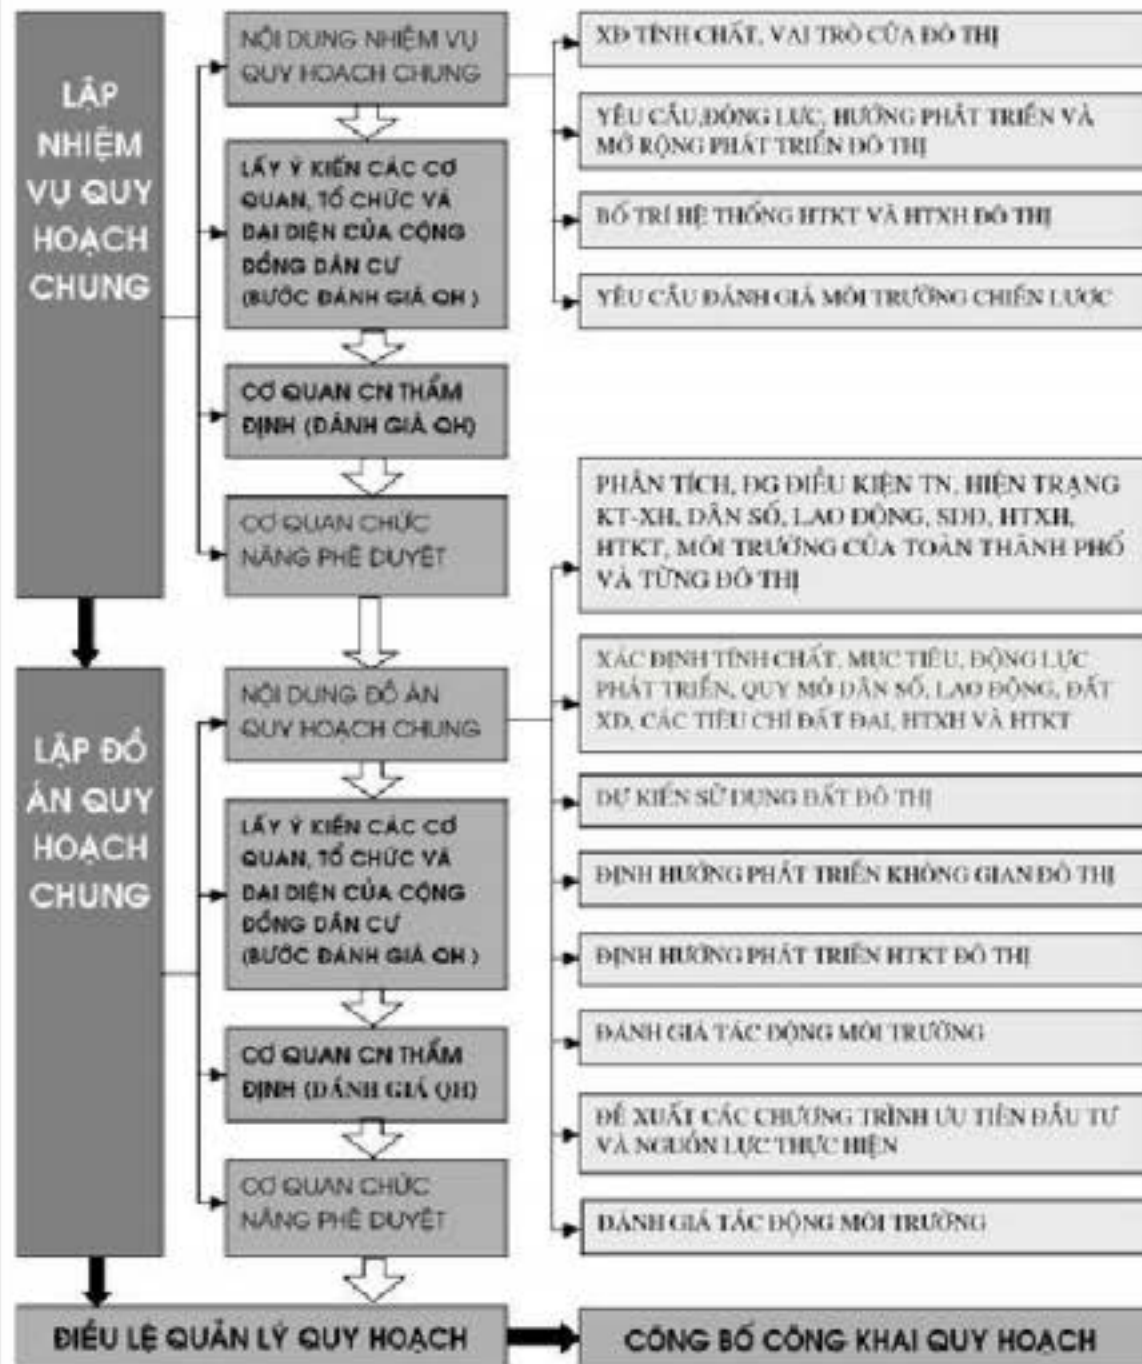 LẬP
NHIỆM
VỤ QUY
HOẠCH
CHUNG
NỘI DUNG NHIỆM VỤ
QUY HOẠCH CHUNG
LẤY Ý KIẾN CÁC CƠ
QUAN, TỔ CHỨC VÀ
ĐẠI DIỆN CỦA CỘNG
ĐỒNG DÂN CƯ
(BƯỚC ĐÁNH GIÁ QH )
CƠ QUAN CN THẨM
ĐỊNH (ĐÁNH GIÁ QH)
CƠ QUAN CHỨC
NĂNG PHÊ DUYỆT
XĐ TÍNH CHẤT, VAI TRÒ CỦA ĐÔ THỊ
YÊU CẦU,ĐỘNG LỰC, HƯỚNG PHÁT TRIỂN VÀ
MỞ RỘNG PHÁT TRIỂN ĐÔ THỊ
BỐ TRÍ HỆ THỐNG HTKT VÀ HTXH ĐÔ THỊ
YÊU CẦU ĐÁNH GIÁ MÔI TRƯỜNG CHIẾN LƯỢC
LẬP ĐỒ
ÁN QUY
HOẠCH
CHUNG
NỘI DUNG ĐỒ ÁN
QUY HOẠCH CHUNG
LẤY Ý KIẾN CÁC CƠ
QUAN, TỔ CHỨC VÀ
ĐẠI DIỆN CỦA CỘNG
ĐỒNG DÂN CƯ
(BƯỚC ĐÁNH GIÁ QH )
CƠ QUAN CN THẨM
ĐỊNH (ĐÁNH GIÁ QH)
CƠ QUAN CHỨC
NĂNG PHÊ DUYỆT
PHÂN TÍCH, ĐG ĐIỀU KIỆN TN, HIỆN TRẠNG
KT-XH, DÂN SỐ, LAO ĐỘNG, SDĐ, HTXH,
HTKT, MÔI TRƯỜNG CỦA TOÀN THÀNH PHỐ
VÀ TỪNG ĐÔ THỊ
XÁC ĐỊNH TÍNH CHẤT, MỤC TIÊU, ĐỘNG LỰC
PHÁT TRIỂN, QUY MÔ DÂN SỐ, LAO ĐỘNG, ĐẤT
XD, CÁC TIÊU CHÍ ĐẤT ĐAI, HTXH VÀ HTKT
DỰ KIẾN SỬ DỤNG ĐẤT ĐÔ THỊ
ĐỊNH HƯỚNG PHÁT TRIỂN KHÔNG GIAN ĐÔ THỊ
ĐỊNH HƯỚNG PHÁT TRIỂN HTKT ĐÔ THỊ
ĐÁNH GIÁ TÁC ĐỘNG MÔI TRƯỜNG
ĐỀ XUẤT CÁC CHƯƠNG TRÌNH ƯU TIÊN ĐẦU TƯ
VÀ NGUỒN LỰC THỰC HIỆN
ĐÁNH GIÁ TÁC ĐỘNG MÔI TRƯỜNG
ĐIỀU LỆ QUẢN LÝ QUY HOẠCH
CÔNG BỐ CÔNG KHAI QUY HOẠCH